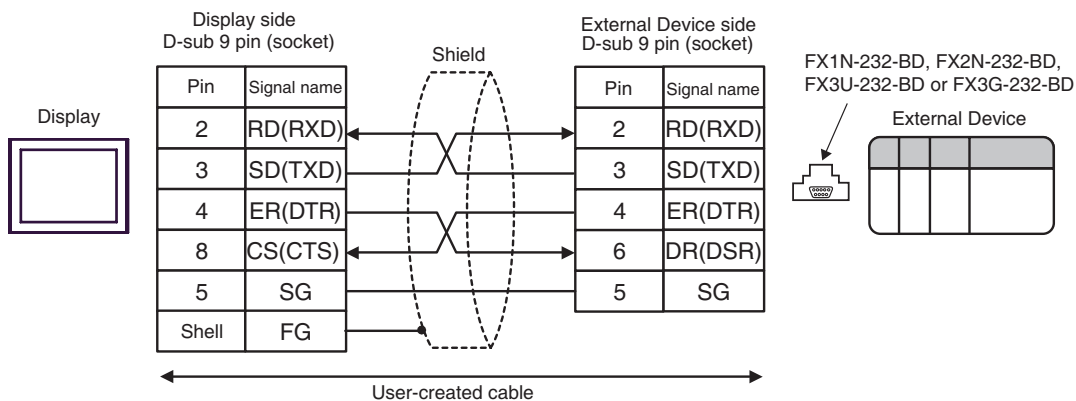 Display side
D-sub 9 pin (socket)
External Device side
D-sub 9 pin (socket)
Shield
FX1N-232-BD, FX2N-232-BD,
FX3U-232-BD or FX3G-232-BD
Display
External Device
Pin Signal name
2 RD(RXD)
3 SD(TXD)
4 ER(DTR)
8 CS(CTS)
5 SG
Shell FG
Pin Signal name
2 RD(RXD)
3 SD(TXD)
4 ER(DTR)
6 DR(DSR)
5 SG
User-created cable